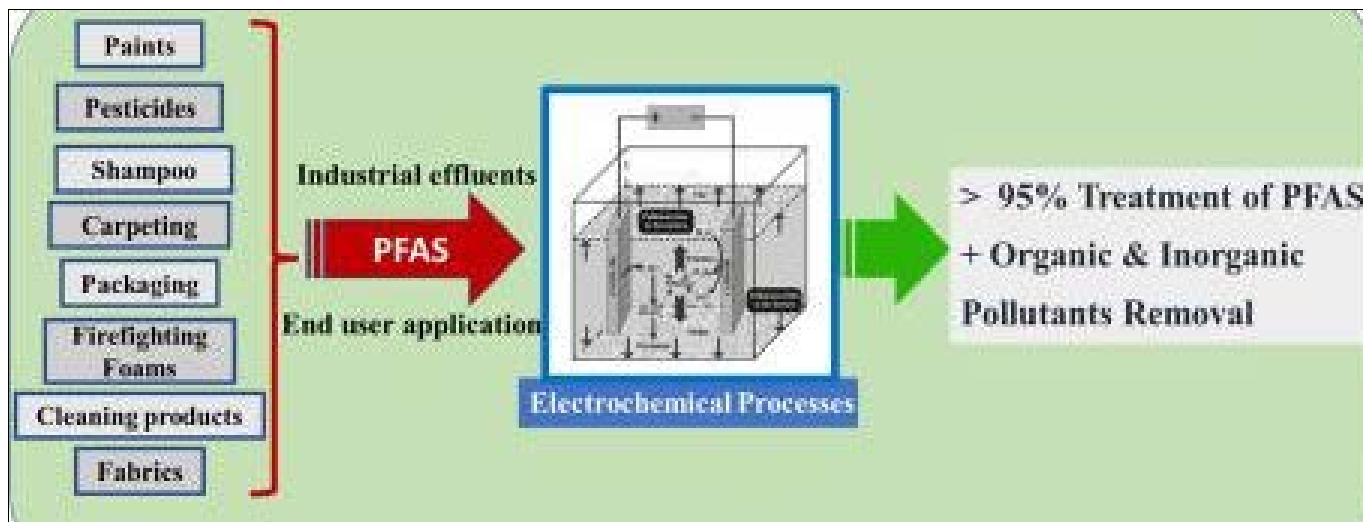 Paints
Pesticides
Shampoo
Carpeting
Packaging
Firefighting
Foams
Cleaning products
Fabrics
Industrial effluents
PFAS
End user application
Electrochemical Processes
> 95% Treatment of PFAS
+ Organic & Inorganic
Pollutants Removal